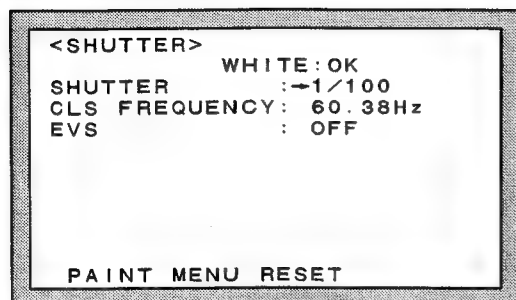 <SHUTTER>
WHITE:OK
SHUTTER :→1/100
CLS FREQUENCY: 60.38Hz
EVS : OFF
PAINT MENU RESET